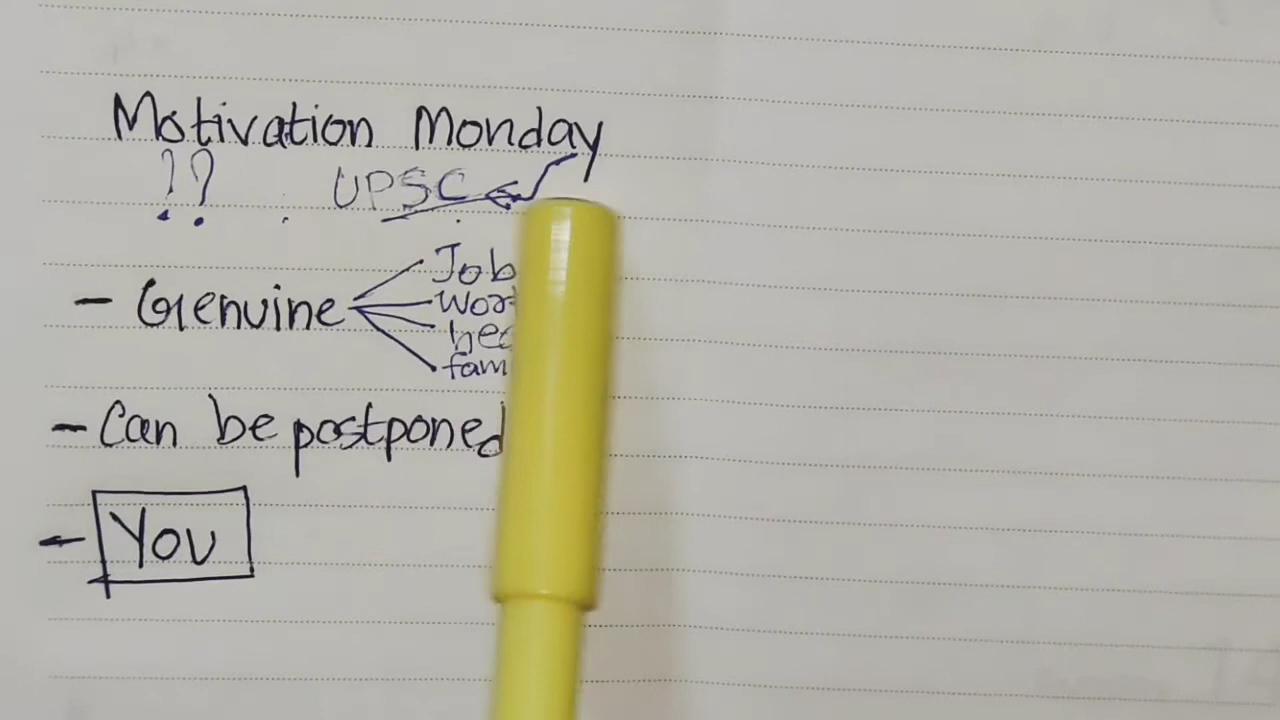 Motivation Monday
?? UPSC
- Genuine
Job
- Can be postponed
- You